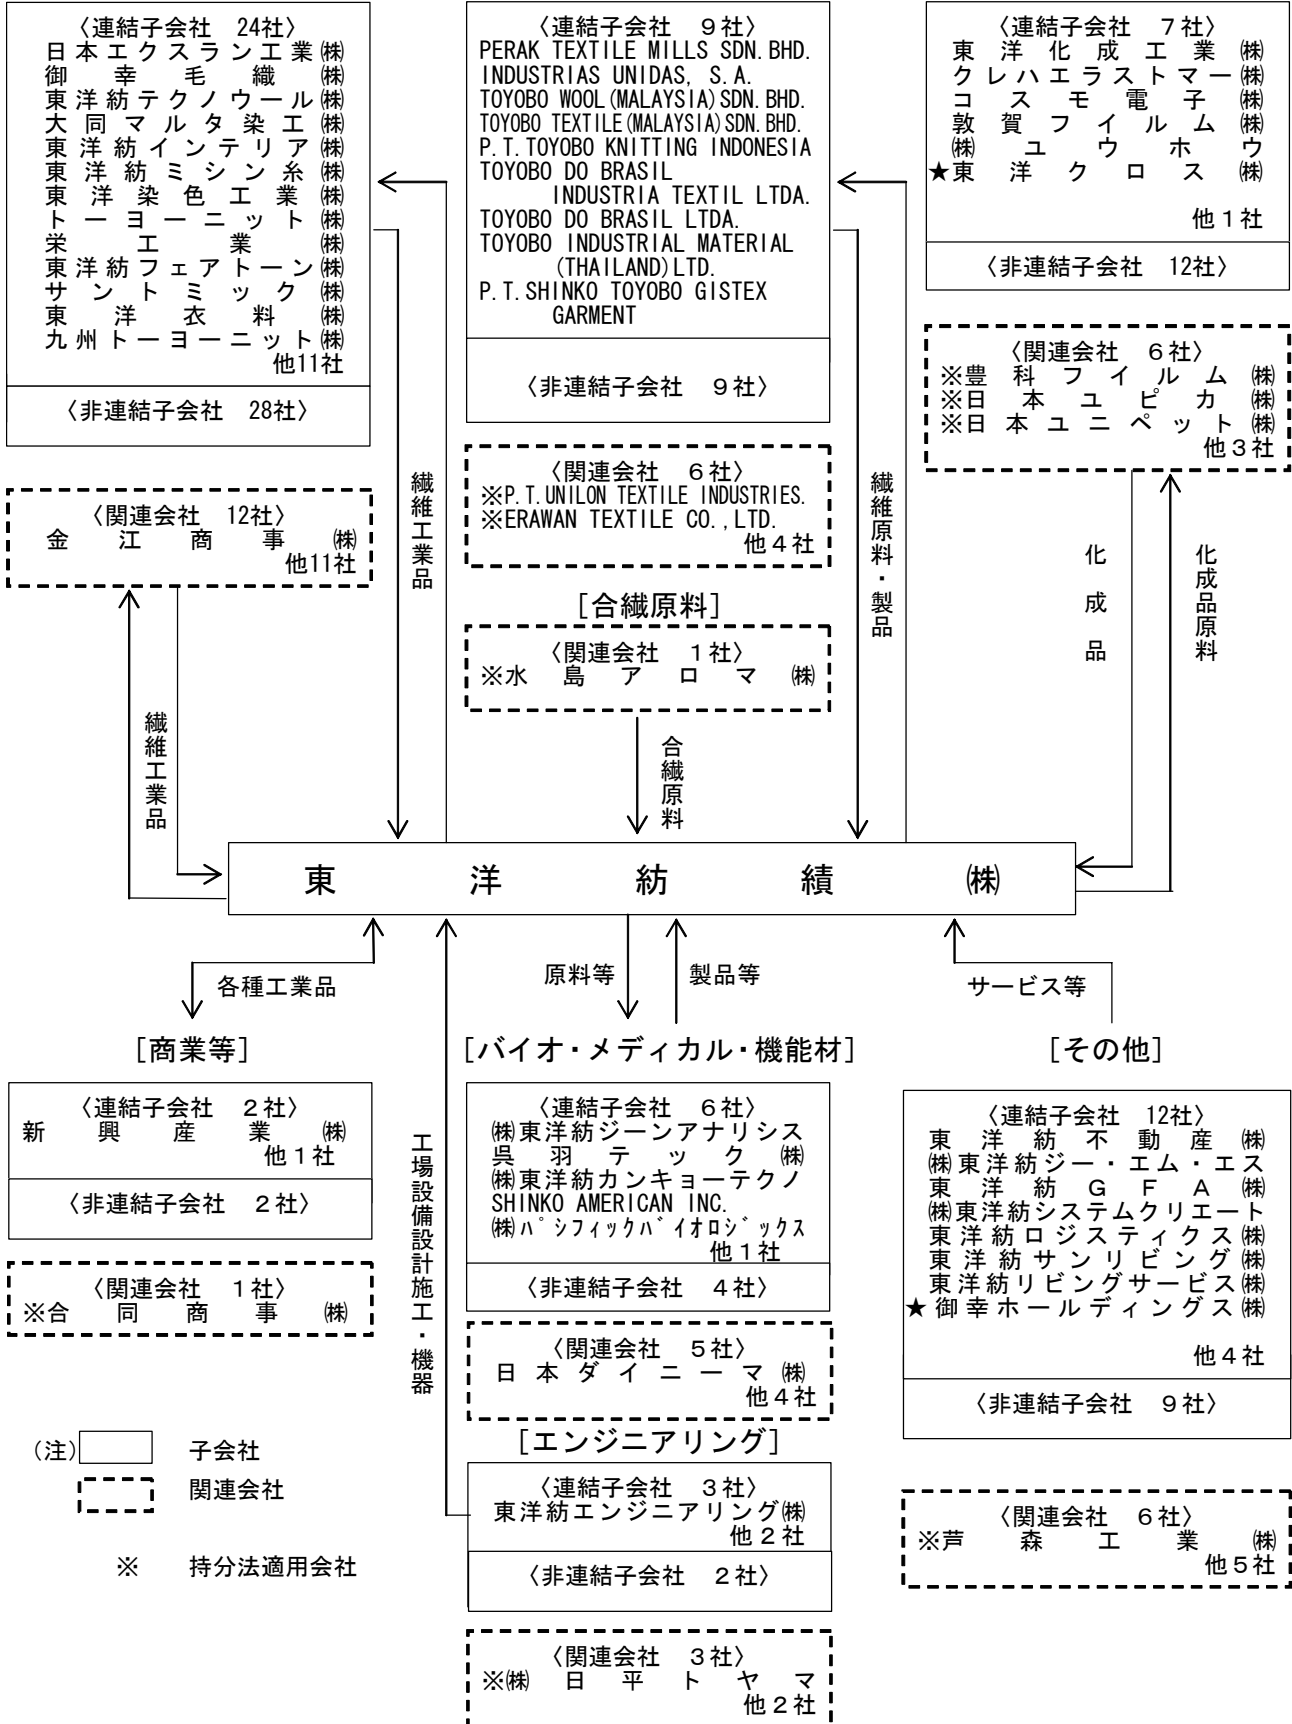 〈連結子会社 24社〉
日本エクスラン工業㈱
御幸毛織㈱
東洋紡テクノウール㈱
大同マルタ染工㈱
東洋紡インテリア㈱
東洋紡ミシン糸㈱
東洋染色工業㈱
トーヨーニット㈱
栄工業㈱
東洋紡フェアトーン㈱
サントミック㈱
東洋衣料㈱
九州トーヨーニット㈱
他11社
〈非連結子会社 28社〉
〈関連会社 12社〉
金江商事㈱
他11社
〈連結子会社 9社〉
PERAK TEXTILE MILLS SDN.BHD.
INDUSTRIAS UNIDAS, S.A.
TOYOBO WOOL(MALAYSIA)SDN.BHD.
TOYOBO TEXTILE(MALAYSIA)SDN.BHD.
P.T.TOYOBO KNITTING INDONESIA
TOYOBO DO BRASIL
INDUSTRIA TEXTIL LTDA.
TOYOBO DO BRASIL LTDA.
TOYOBO INDUSTRIAL MATERIAL
(THAILAND)LTD.
P.T.SHINKO TOYOBO GISTEX
GARMENT
〈非連結子会社 9社〉
〈関連会社 6社〉
※P.T.UNILON TEXTILE INDUSTRIES.
※ERAWAN TEXTILE CO.,LTD.
他4社
[合繊原料]
〈関連会社 1社〉
※水島アロマ㈱
〈連結子会社 7社〉
東洋化成工業㈱
クレハエラストマー㈱
コスモ電子㈱
敦賀フイルム㈱
㈱ユウホウ
★東洋クロス㈱
他1社
〈非連結子会社 12社〉
〈関連会社 6社〉
※豊科フイルム㈱
※日本ユピカ㈱
※日本ユニペット㈱
他3社
繊維工業品
繊維工業品
合繊原料
繊維原料・製品
化成品
化成品原料
東洋紡績㈱
各種工業品
原料等
製品等
サービス等
工場設備設計施工・機器
[商業等]
〈連結子会社 2社〉
新興産業㈱
他1社
〈非連結子会社 2社〉
〈関連会社 1社〉
※合同商事㈱
[バイオ・メディカル・機能材]
〈連結子会社 6社〉
㈱東洋紡ジーンアナリシス
呉羽テック㈱
㈱東洋紡カンキョーテクノ
SHINKO AMERICAN INC.
㈱パシフィックバイオロジックス
他1社
〈非連結子会社 4社〉
〈関連会社 5社〉
日本ダイニーマ㈱
他4社
[エンジニアリング]
〈連結子会社 3社〉
東洋紡エンジニアリング㈱
他2社
〈非連結子会社 2社〉
〈関連会社 3社〉
※㈱日平トヤマ
他2社
[その他]
〈連結子会社 12社〉
東洋紡不動産㈱
㈱東洋紡ジー・エム・エス
東洋紡GFA㈱
㈱東洋紡システムクリエート
東洋紡ロジスティクス㈱
東洋紡サンリビング㈱
東洋紡リビングサービス㈱
★御幸ホールディングス㈱
他4社
〈非連結子会社 9社〉
〈関連会社 6社〉
※芦森工業㈱
他5社
(注) 子会社
関連会社
※ 持分法適用会社